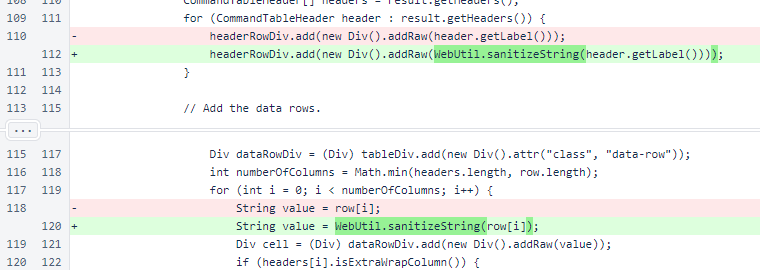 108 110 CommandTableHeader[] headers = result.getHeaders();
109 111 for (CommandTableHeader header : result.getHeaders()) {
110 - headerRowDiv.add(new Div().addRaw(header.getLabel()));
112 + headerRowDiv.add(new Div().addRaw(WebUtil.sanitizeString(header.getLabel())));
111 113 }
112 114
113 115 // Add the data rows.
...
115 117 Div dataRowDiv = (Div) tableDiv.add(new Div().attr("class", "data-row"));
116 118 int numberOfColumns = Math.min(headers.length, row.length);
117 119 for (int i = 0; i < numberOfColumns; i++) {
118 - String value = row[i];
120 + String value = WebUtil.sanitizeString(row[i]);
119 121 Div cell = (Div) dataRowDiv.add(new Div().addRaw(value));
120 122 if (headers[i].isExtraWrapColumn()) {